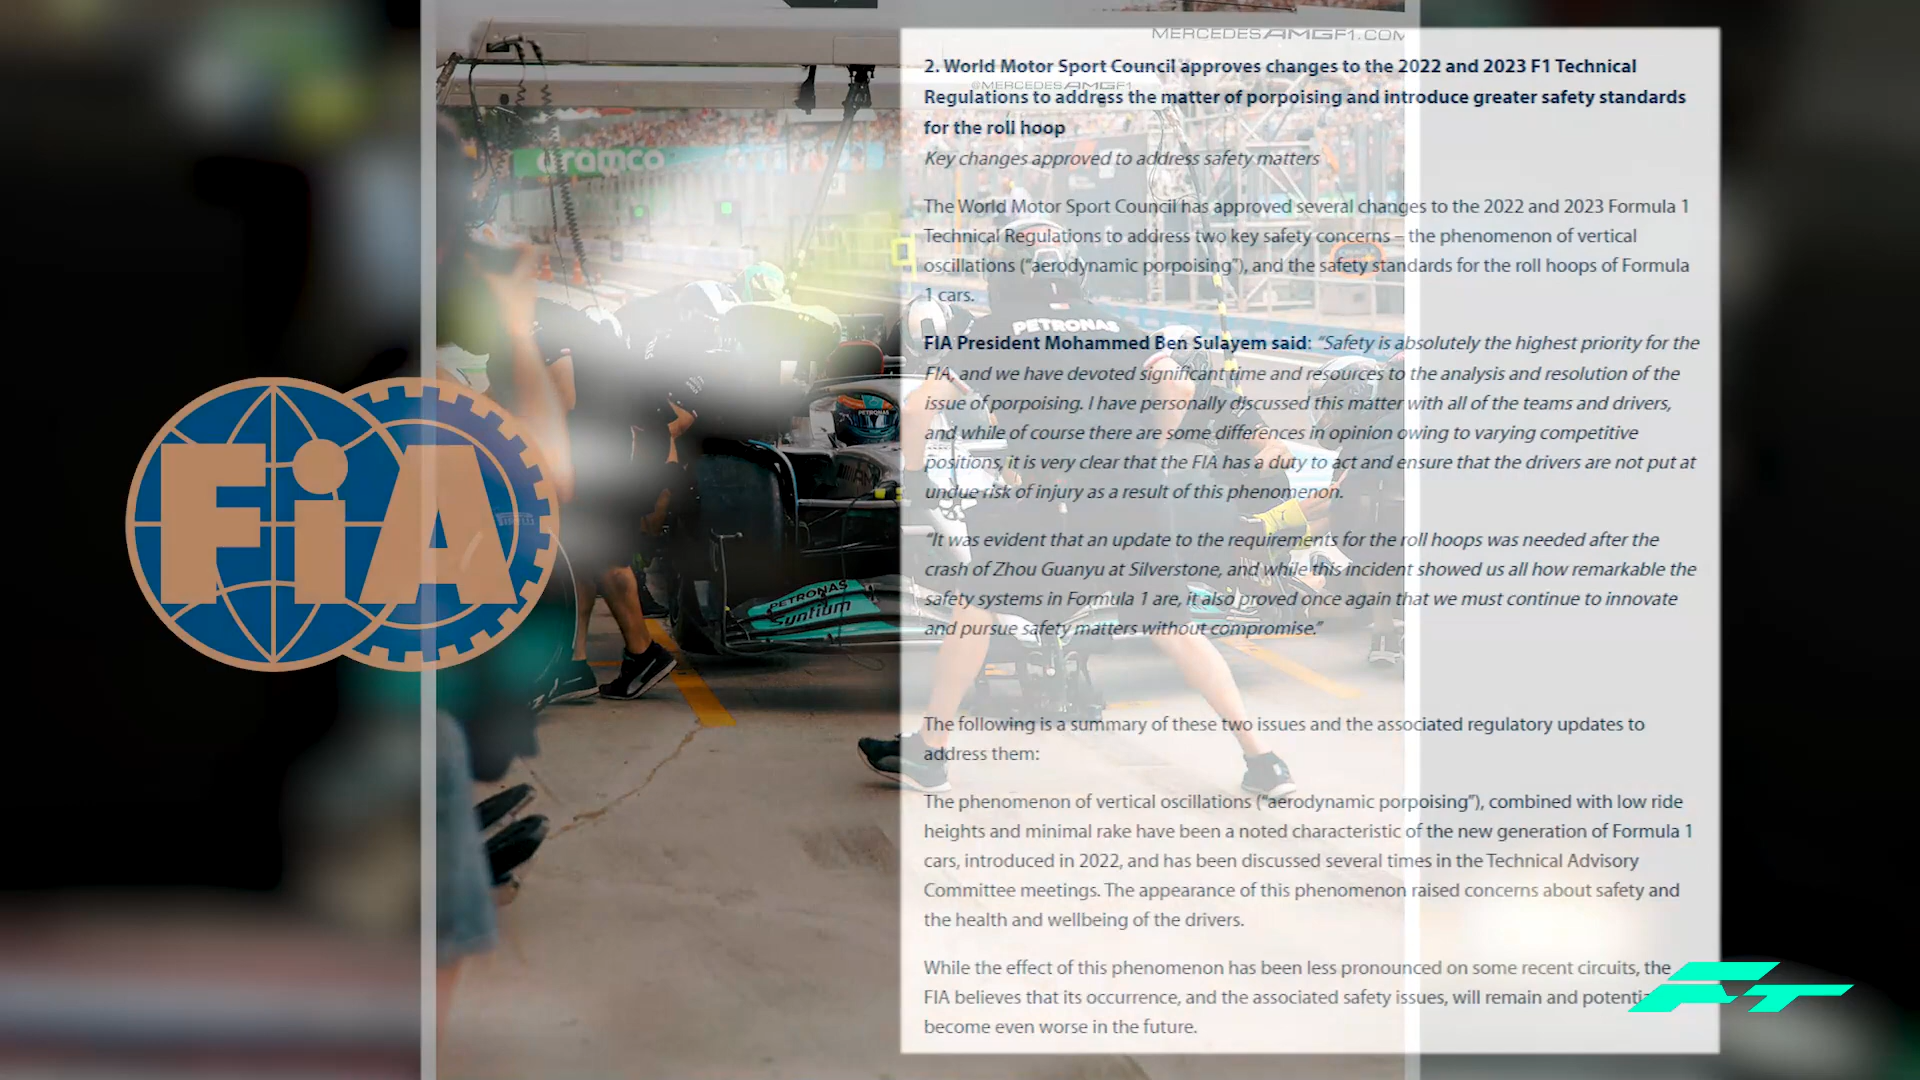 MERCEDESAMGF1.COM
2. World Motor Sport Council approves changes to the 2022 and 2023 F1 Technical
@MERCEDESAMGF1
Regulations to address the matter of porpoising and introduce greater safety standards
for the roll hoop
aramco
Key changes approved to address safety matters
The World Motor Sport Council has approved several changes to the 2022 and 2023 Formula 1
Technical Regulations to address two key safety concerns – the phenomenon of vertical
oscillations (“aerodynamic porpoising”), and the safety standards for the roll hoops of Formula
1 cars.
PETRONAS
FIA President Mohammed Ben Sulayem said: “Safety is absolutely the highest priority for the
FIA, and we have devoted significant time and resources to the analysis and resolution of the
issue of porpoising. I have personally discussed this matter with all of the teams and drivers,
PETRONAS
and while of course there are some differences in opinion owing to varying competitive
positions, it is very clear that the FIA has a duty to act and ensure that the drivers are not put at
undue risk of injury as a result of this phenomenon.
FiA
“It was evident that an update to the requirements for the roll hoops was needed after the
crash of Zhou Guanyu at Silverstone, and while this incident showed us all how remarkable the
safety systems in Formula 1 are, it also proved once again that we must continue to innovate
and pursue safety matters without compromise.”
PETRONAS
Syntium
The following is a summary of these two issues and the associated regulatory updates to
address them:
The phenomenon of vertical oscillations (“aerodynamic porpoising”), combined with low ride
heights and minimal rake have been a noted characteristic of the new generation of Formula 1
cars, introduced in 2022, and has been discussed several times in the Technical Advisory
Committee meetings. The appearance of this phenomenon raised concerns about safety and
the health and wellbeing of the drivers.
While the effect of this phenomenon has been less pronounced on some recent circuits, the
FIA believes that its occurrence, and the associated safety issues, will remain and potenti
become even worse in the future.
FT